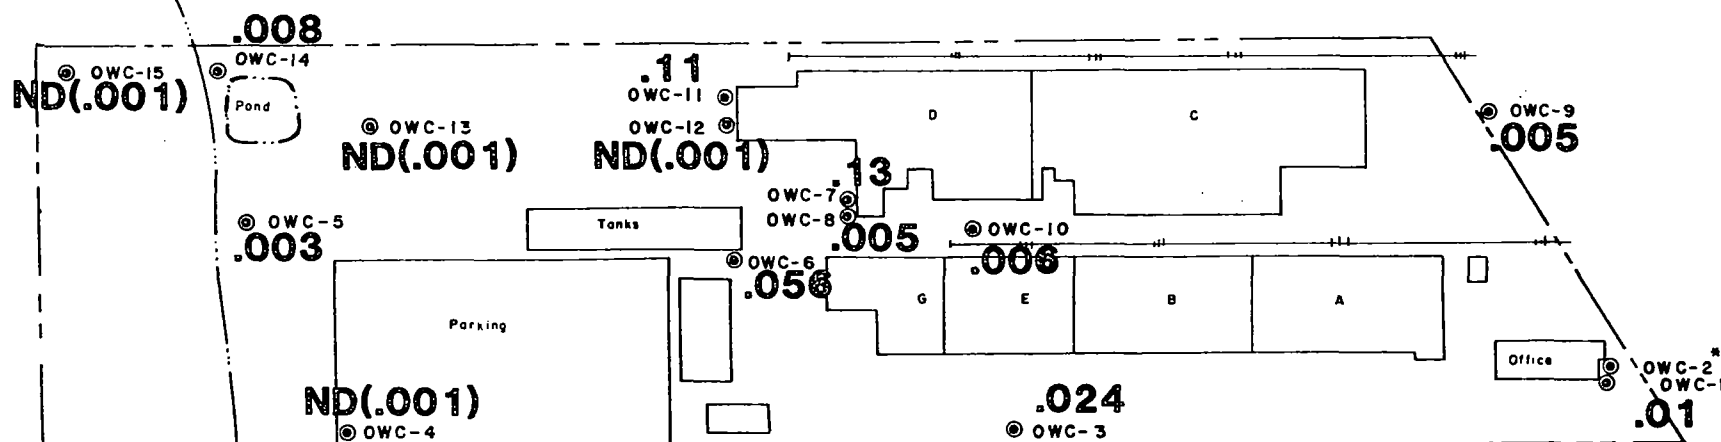 .008
OWC-14
OWC-15
ND(.001)
Pond
OWC-13
ND(.001)
.11
OWC-11
OWC-12
ND(.001)
D
C
OWC-9
.005
.13
OWC-7
OWC-8
.005
OWC-10
.006
OWC-5
.003
Tanks
OWC-6
.056
G
E
B
A
Parking
Office
OWC-2*
OWC-1
.01
ND(.001)
OWC-4
.024
OWC-3